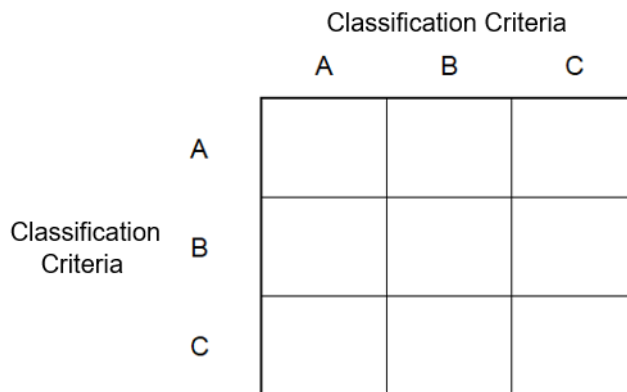 Classification Criteria
A B C
A
Classification
Criteria
B
C